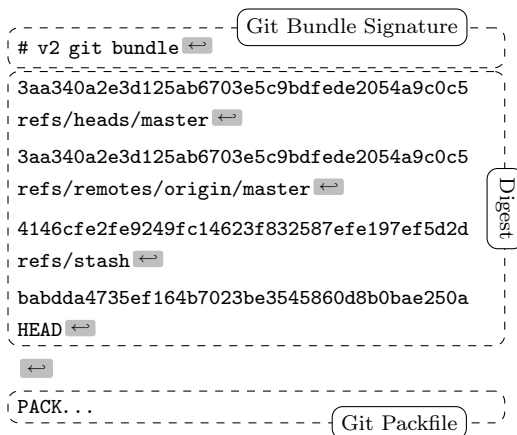 Git Bundle Signature
# v2 git bundle ↩
3aa340a2e3d125ab6703e5c9bdfede2054a9c0c5
refs/heads/master ↩
3aa340a2e3d125ab6703e5c9bdfede2054a9c0c5
refs/remotes/origin/master ↩
4146cfe2fe9249fc14623f832587efe197ef5d2d
refs/stash ↩
babdda4735ef164b7023be3545860d8b0bae250a
HEAD ↩
Digest
↩
PACK...
Git Packfile